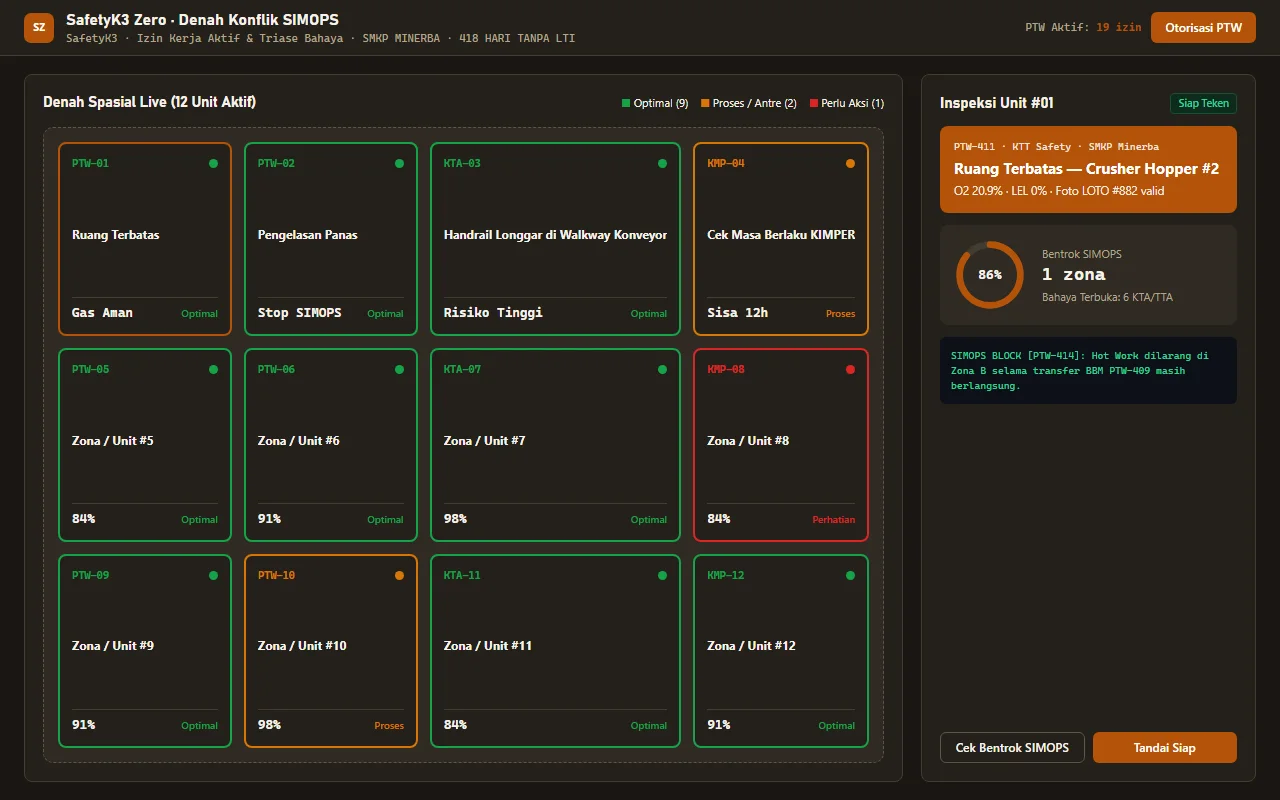 SZ
SafetyK3 Zero · Denah Konflik SIMOPS
SafetyK3 · Izin Kerja Aktif & Triase Bahaya · SMKP MINERBA · 418 HARI TANPA LTI
PTW Aktif: 19 izin
Otorisasi PTW
Denah Spasial Live (12 Unit Aktif)
Optimal (9)
Proses / Antre (2)
Perlu Aksi (1)
PTW-01
Ruang Terbatas
Gas Aman
Optimal
PTW-02
Pengelasan Panas
Stop SIMOPS
Optimal
KTA-03
Handrail Longgar di Walkway Konveyor
Risiko Tinggi
Optimal
KMP-04
Cek Masa Berlaku KIMPER
Sisa 12h
Proses
PTW-05
Zona / Unit #5
84%
Optimal
PTW-06
Zona / Unit #6
91%
Optimal
KTA-07
Zona / Unit #7
98%
Optimal
KMP-08
Zona / Unit #8
84%
Perhatian
PTW-09
Zona / Unit #9
91%
Optimal
PTW-10
Zona / Unit #10
98%
Proses
KTA-11
Zona / Unit #11
84%
Optimal
KMP-12
Zona / Unit #12
91%
Optimal
Inspeksi Unit #01
Siap Teken
PTW-411 · KTT Safety · SMKP Minerba
Ruang Terbatas — Crusher Hopper #2
O2 20.9% · LEL 0% · Foto LOTO #882 valid
86%
Bentrok SIMOPS
1 zona
Bahaya Terbuka: 6 KTA/TTA
SIMOPS BLOCK [PTW-414]: Hot Work dilarang di
Zona B selama transfer BBM PTW-409 masih
berlangsung.
Cek Bentrok SIMOPS
Tandai Siap